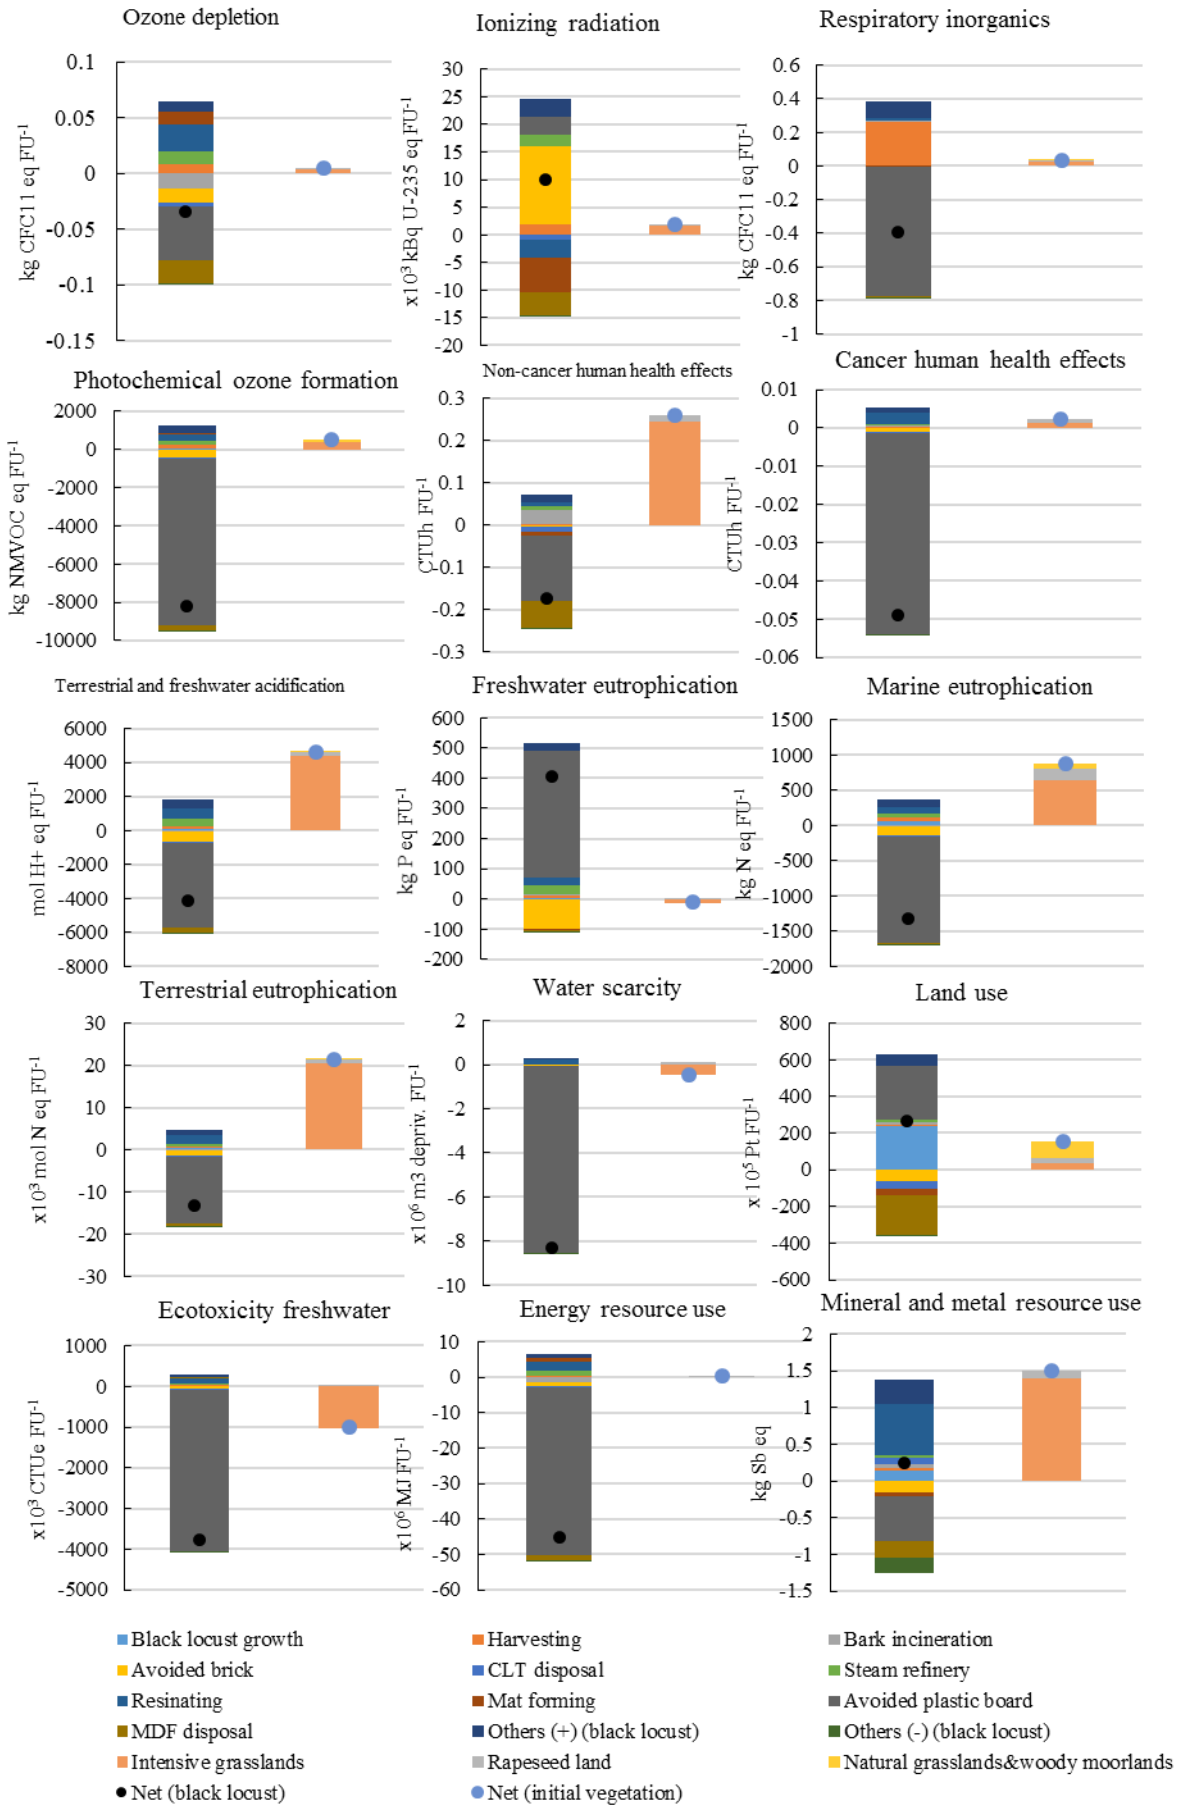 Ozone depletion
kg CFC11 eq FU⁻¹
0.1
0.05
0
-0.05
-0.1
-0.15
Ionizing radiation
x10³ kBq U-235 eq FU⁻¹
30
25
20
15
10
5
0
-5
-10
-15
-20
Respiratory inorganics
kg CFC11 eq FU⁻¹
0.6
0.4
0.2
0
-0.2
-0.4
-0.6
-0.8
-1
Photochemical ozone formation
kg NMVOC eq FU⁻¹
2000
0
-2000
-4000
-6000
-8000
-10000
Non-cancer human health effects
CTUh FU⁻¹
0.3
0.2
0.1
0
-0.1
-0.2
-0.3
Cancer human health effects
CTUh FU⁻¹
0.01
0
-0.01
-0.02
-0.03
-0.04
-0.05
-0.06
Terrestrial and freshwater acidification
mol H+ eq FU⁻¹
6000
4000
2000
0
-2000
-4000
-6000
-8000
Freshwater eutrophication
kg P eq FU⁻¹
600
500
400
300
200
100
0
-100
-200
Marine eutrophication
kg N eq FU⁻¹
1500
1000
500
0
-500
-1000
-1500
-2000
Terrestrial eutrophication
x10³ mol N eq FU⁻¹
30
20
10
0
-10
-20
-30
Water scarcity
x10⁶ m3 depriv. FU⁻¹
2
0
-2
-4
-6
-8
-10
Land use
x10⁵ Pt FU⁻¹
800
600
400
200
0
-200
-400
-600
Ecotoxicity freshwater
x10³ CTUe FU⁻¹
1000
0
-1000
-2000
-3000
-4000
-5000
Energy resource use
x10⁶ MJ FU⁻¹
10
0
-10
-20
-30
-40
-50
-60
Mineral and metal resource use
kg Sb eq
2
1.5
1
0.5
0
-0.5
-1
-1.5
Black locust growth
Harvesting
Bark incineration
Avoided brick
CLT disposal
Steam refinery
Resinating
Mat forming
Avoided plastic board
MDF disposal
Others (+) (black locust)
Others (-) (black locust)
Intensive grasslands
Rapeseed land
Natural grasslands&woody moorlands
Net (black locust)
Net (initial vegetation)